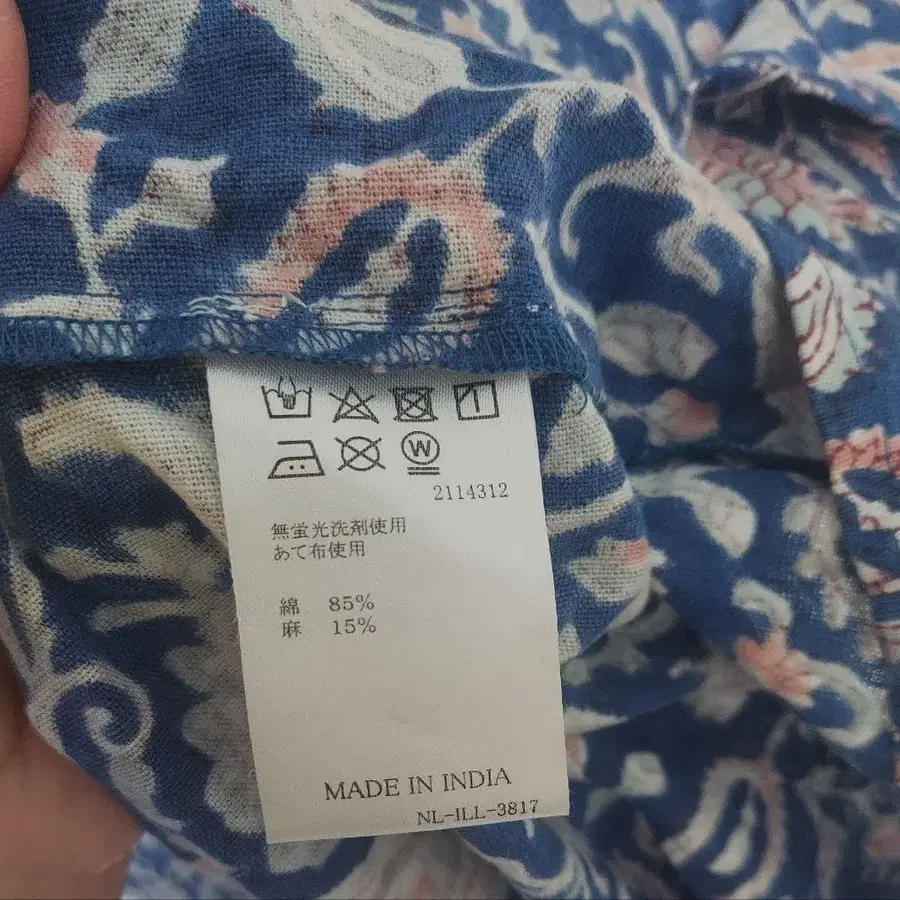 W
2114312
無蛍光洗剤使用
あて布使用
綿 85%
麻 15%
MADE IN INDIA
NL-ILL-3817